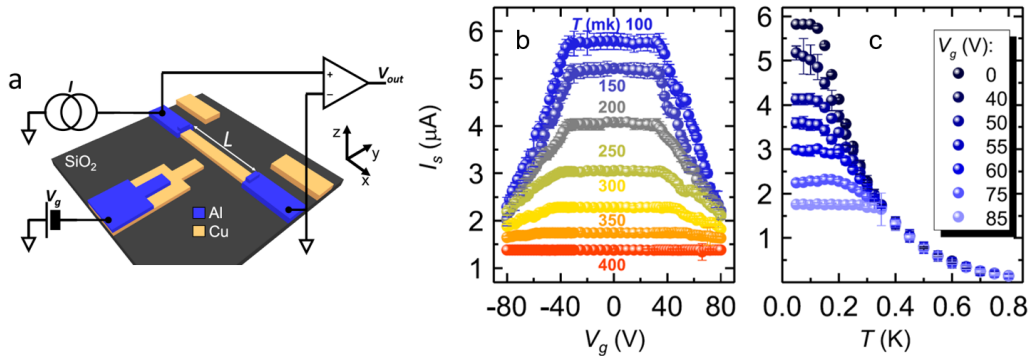 a
I
+
−
V_out
L
SiO₂
z
y
x
V_g
Al
Cu
b
T (mk) 100
150
200
250
300
350
400
6
5
4
3
2
1
I_s (μA)
-80
-40
0
40
80
V_g (V)
c
V_g (V):
0
40
50
55
60
75
85
6
5
4
3
2
1
0.0
0.2
0.4
0.6
0.8
T (K)